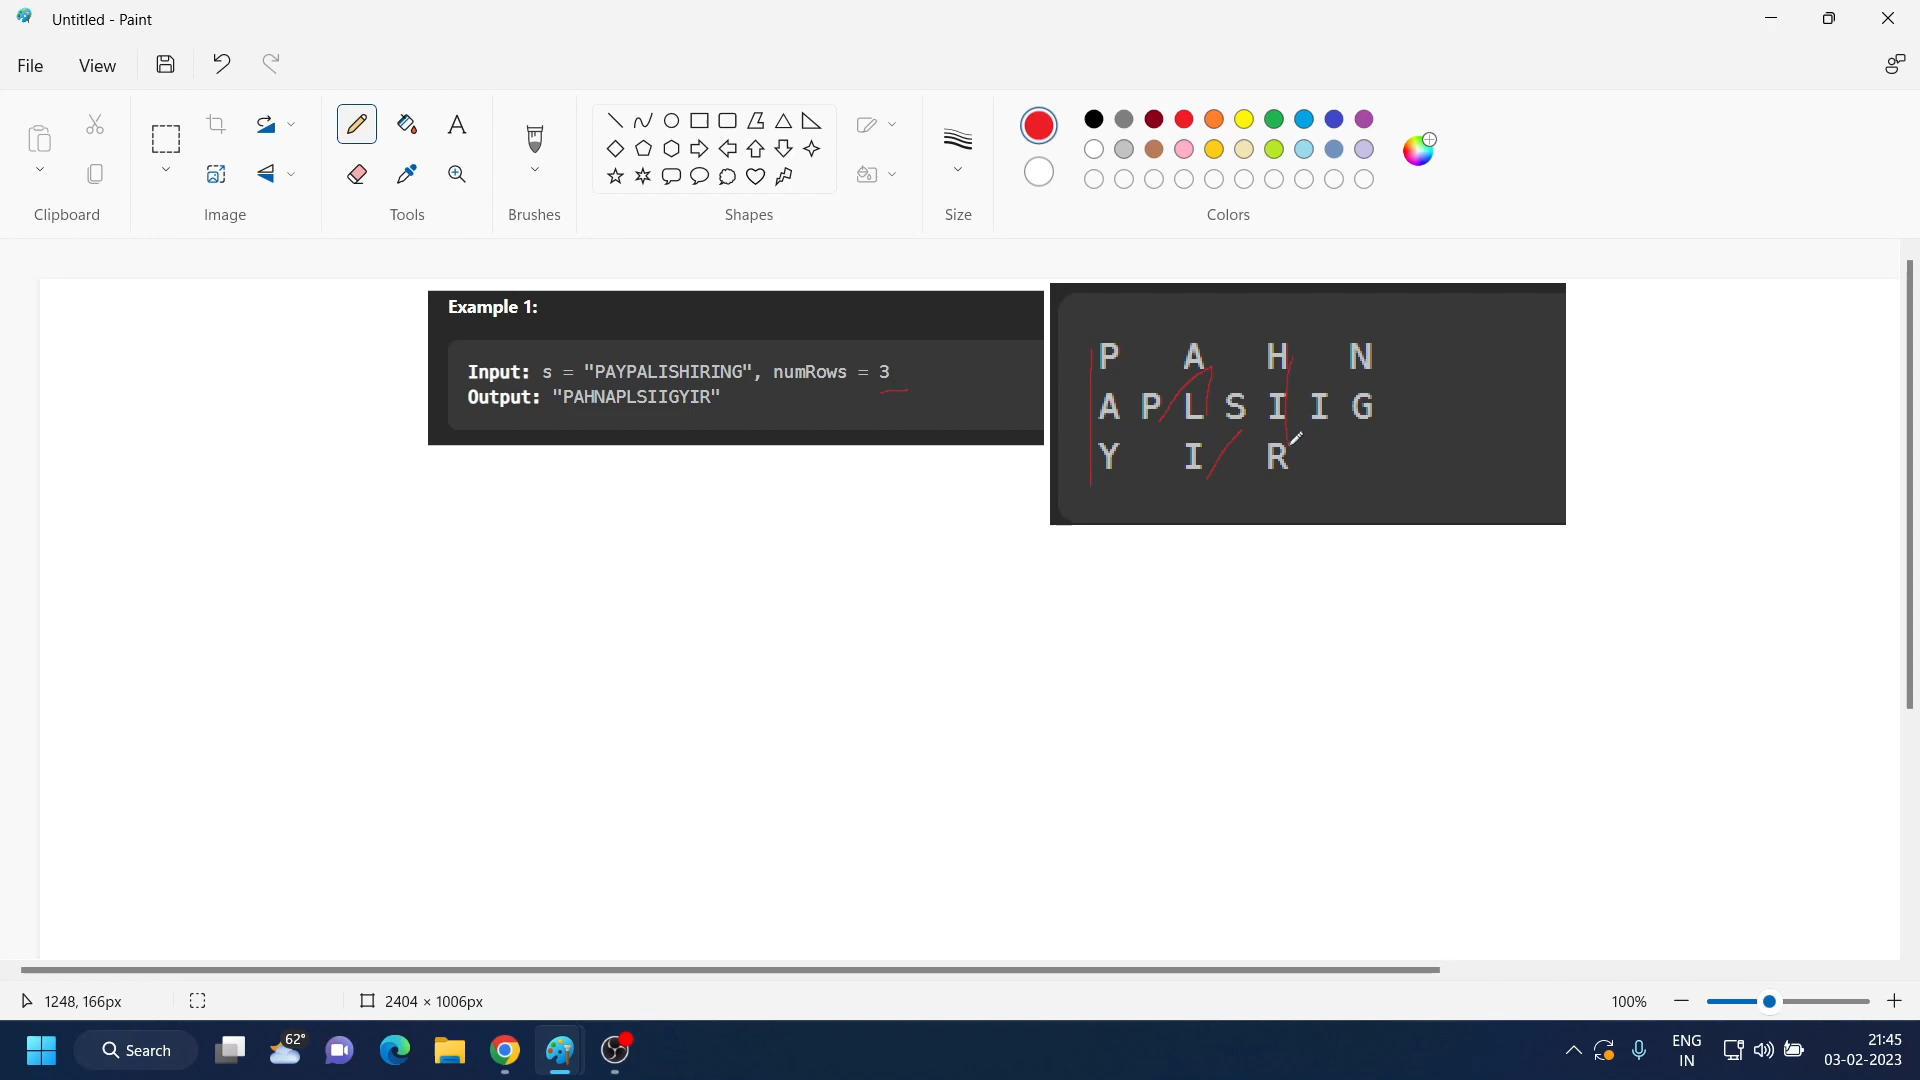 Untitled - Paint
File View
Clipboard Image Tools Brushes Shapes Size Colors
Example 1:
Input: s = "PAYPALISHIRING", numRows = 3
Output: "PAHNAPLSIIGYIR"
P A H N
A P L S I I G
Y I R
1248, 166px 2404 × 1006px 100%
Search 62° ENG IN 21:45
03-02-2023